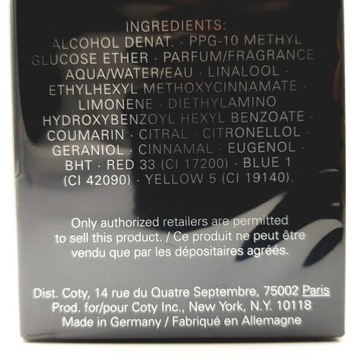 INGREDIENTS:
ALCOHOL DENAT. · PPG-10 METHYL
GLUCOSE ETHER · PARFUM/FRAGRANCE ·
AQUA/WATER/EAU · LINALOOL ·
ETHYLHEXYL METHOXYCINNAMATE ·
LIMONENE · DIETHYLAMINO
HYDROXYBENZOYL HEXYL BENZOATE ·
COUMARIN · CITRAL · CITRONELLOL ·
GERANIOL · CINNAMAL · EUGENOL ·
BHT · RED 33 (CI 17200) · BLUE 1
(CI 42090) · YELLOW 5 (CI 19140).
Only authorized retailers are permitted
to sell this product. / Ce produit ne peut être
vendu que par les dépositaires agréés.
Dist. Coty, 14 rue du Quatre Septembre, 75002 Paris
Prod. for/pour Coty Inc., New York, N.Y. 10118
Made in Germany / Fabriqué en Allemagne